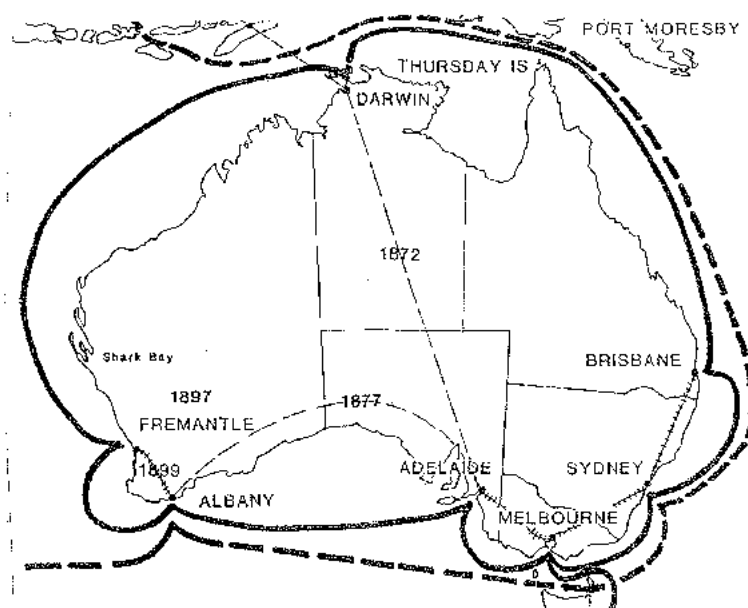 PORT MORESBY
THURSDAY IS
DARWIN
1872
Shark Bay
BRISBANE
1897
1877
FREMANTLE
1899
ADELAIDE
SYDNEY
ALBANY
MELBOURNE